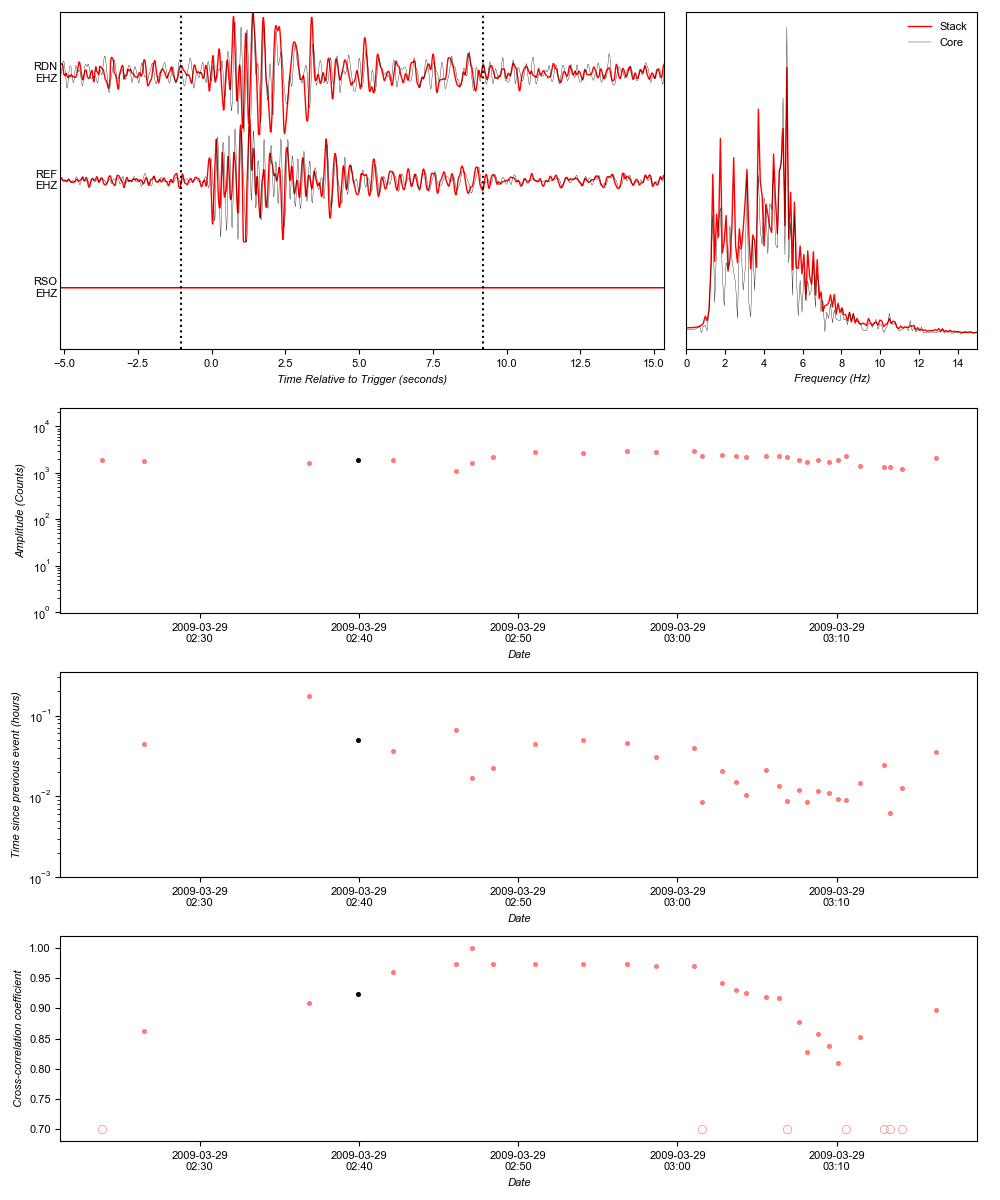 RDN
EHZ
REF
EHZ
RSO
EHZ
−5.0 −2.5 0.0 2.5 5.0 7.5 10.0 12.5 15.0
Time Relative to Trigger (seconds)
Stack
Core
0 2 4 6 8 10 12 14
Frequency (Hz)
Amplitude (Counts)
10⁴
10³
10²
10¹
10⁰
2009-03-29 2009-03-29 2009-03-29 2009-03-29 2009-03-29
02:30 02:40 02:50 03:00 03:10
Date
Time since previous event (hours)
10⁻¹
10⁻²
10⁻³
2009-03-29 2009-03-29 2009-03-29 2009-03-29 2009-03-29
02:30 02:40 02:50 03:00 03:10
Date
Cross-correlation coefficient
1.00
0.95
0.90
0.85
0.80
0.75
0.70
2009-03-29 2009-03-29 2009-03-29 2009-03-29 2009-03-29
02:30 02:40 02:50 03:00 03:10
Date